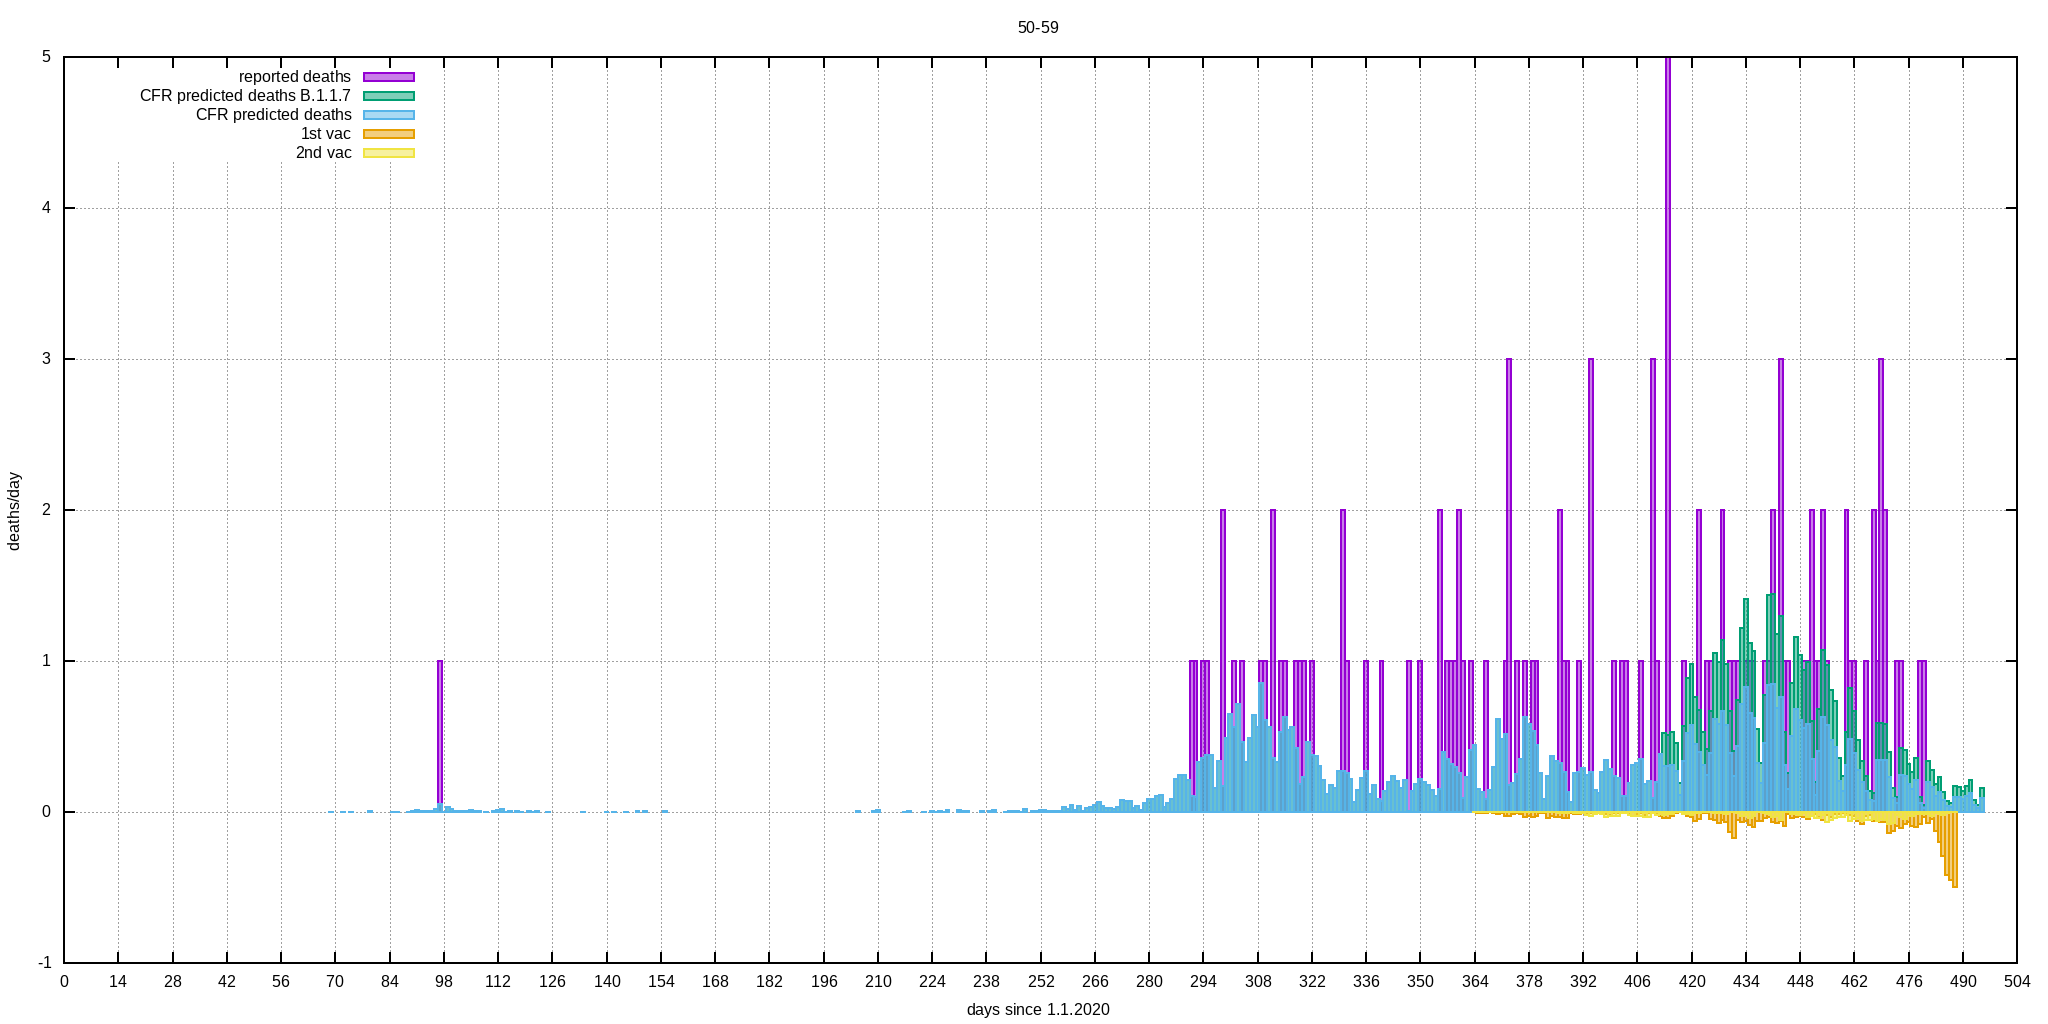 50-59
reported deaths
CFR predicted deaths B.1.1.7
CFR predicted deaths
1st vac
2nd vac
5
4
3
2
1
0
-1
deaths/day
0 14 28 42 56 70 84 98 112 126 140 154 168 182 196 210 224 238 252 266 280 294 308 322 336 350 364 378 392 406 420 434 448 462 476 490 504
days since 1.1.2020